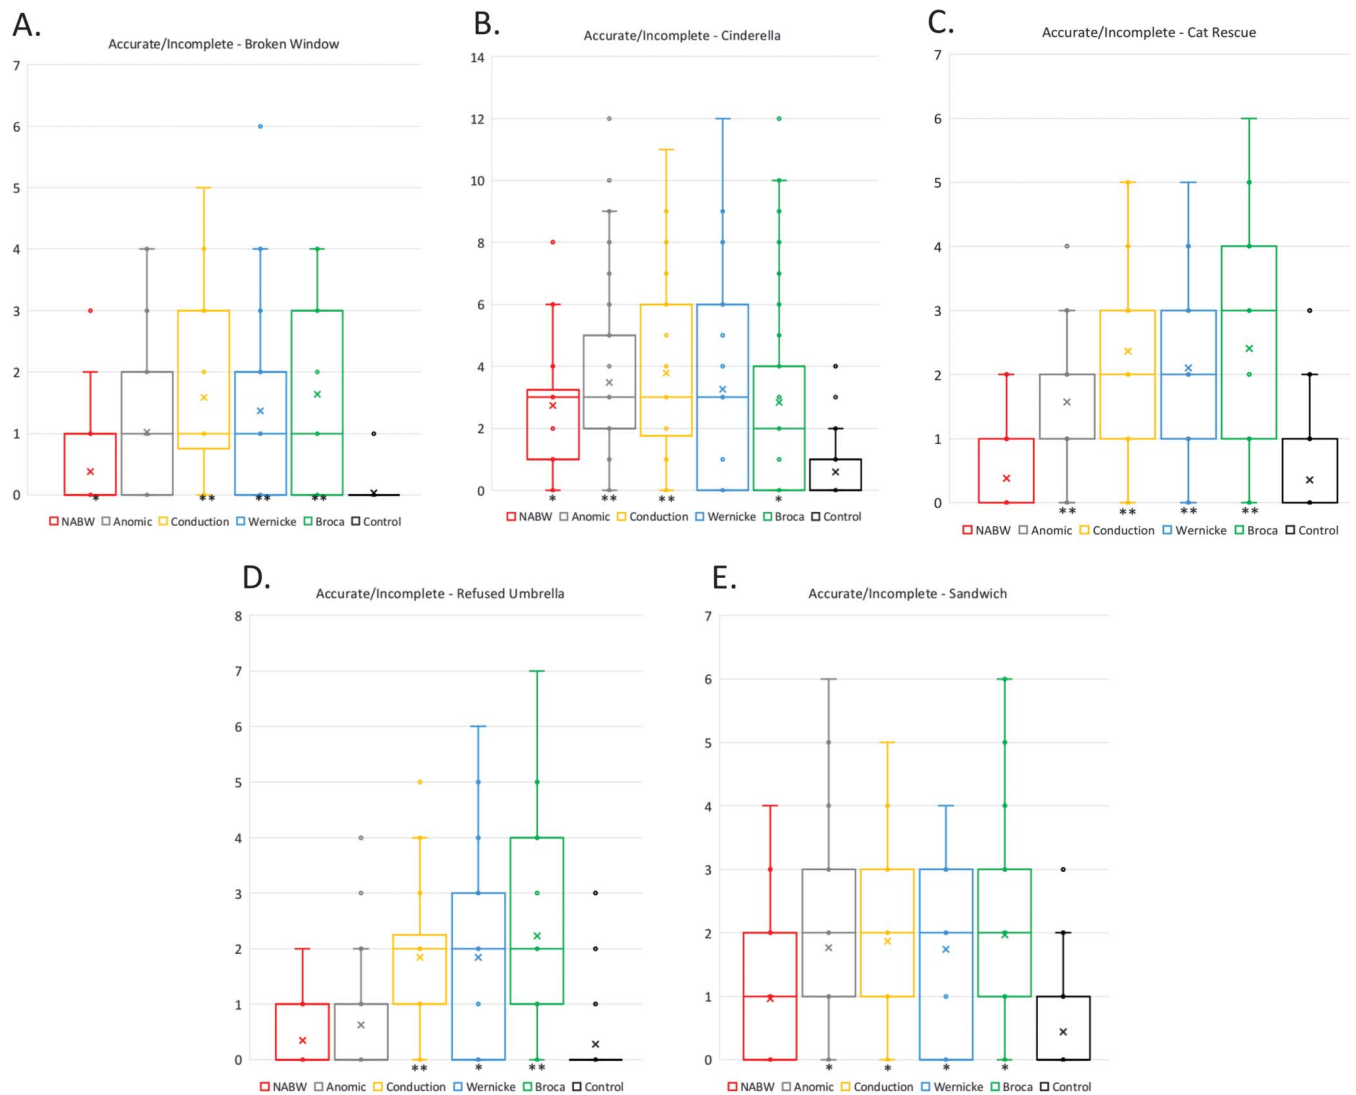 A.
Accurate/Incomplete - Broken Window
7
6
5
4
3
2
1
0
* ** ** **
NABW Anomic Conduction Wernicke Broca Control
B.
Accurate/Incomplete - Cinderella
14
12
10
8
6
4
2
0
* ** ** *
NABW Anomic Conduction Wernicke Broca Control
C.
Accurate/Incomplete - Cat Rescue
7
6
5
4
3
2
1
0
** ** ** **
NABW Anomic Conduction Wernicke Broca Control
D.
Accurate/Incomplete - Refused Umbrella
8
7
6
5
4
3
2
1
0
** * **
NABW Anomic Conduction Wernicke Broca Control
E.
Accurate/Incomplete - Sandwich
7
6
5
4
3
2
1
0
* * * *
NABW Anomic Conduction Wernicke Broca Control